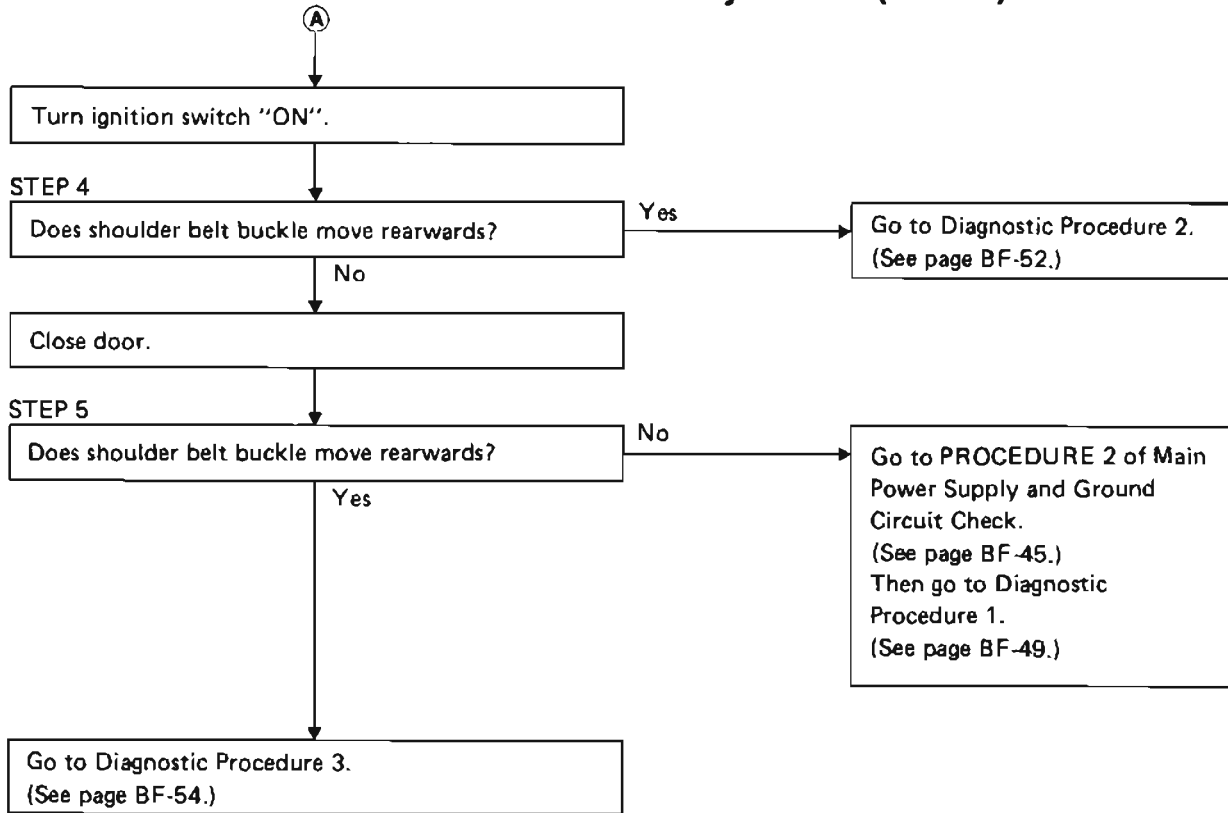 A
Turn ignition switch "ON".
STEP 4
Does shoulder belt buckle move rearwards?
Yes
Go to Diagnostic Procedure 2.
(See page BF-52.)
No
Close door.
STEP 5
Does shoulder belt buckle move rearwards?
No
Go to PROCEDURE 2 of Main
Power Supply and Ground
Circuit Check.
(See page BF-45.)
Then go to Diagnostic
Procedure 1.
(See page BF-49.)
Yes
Go to Diagnostic Procedure 3.
(See page BF-54.)